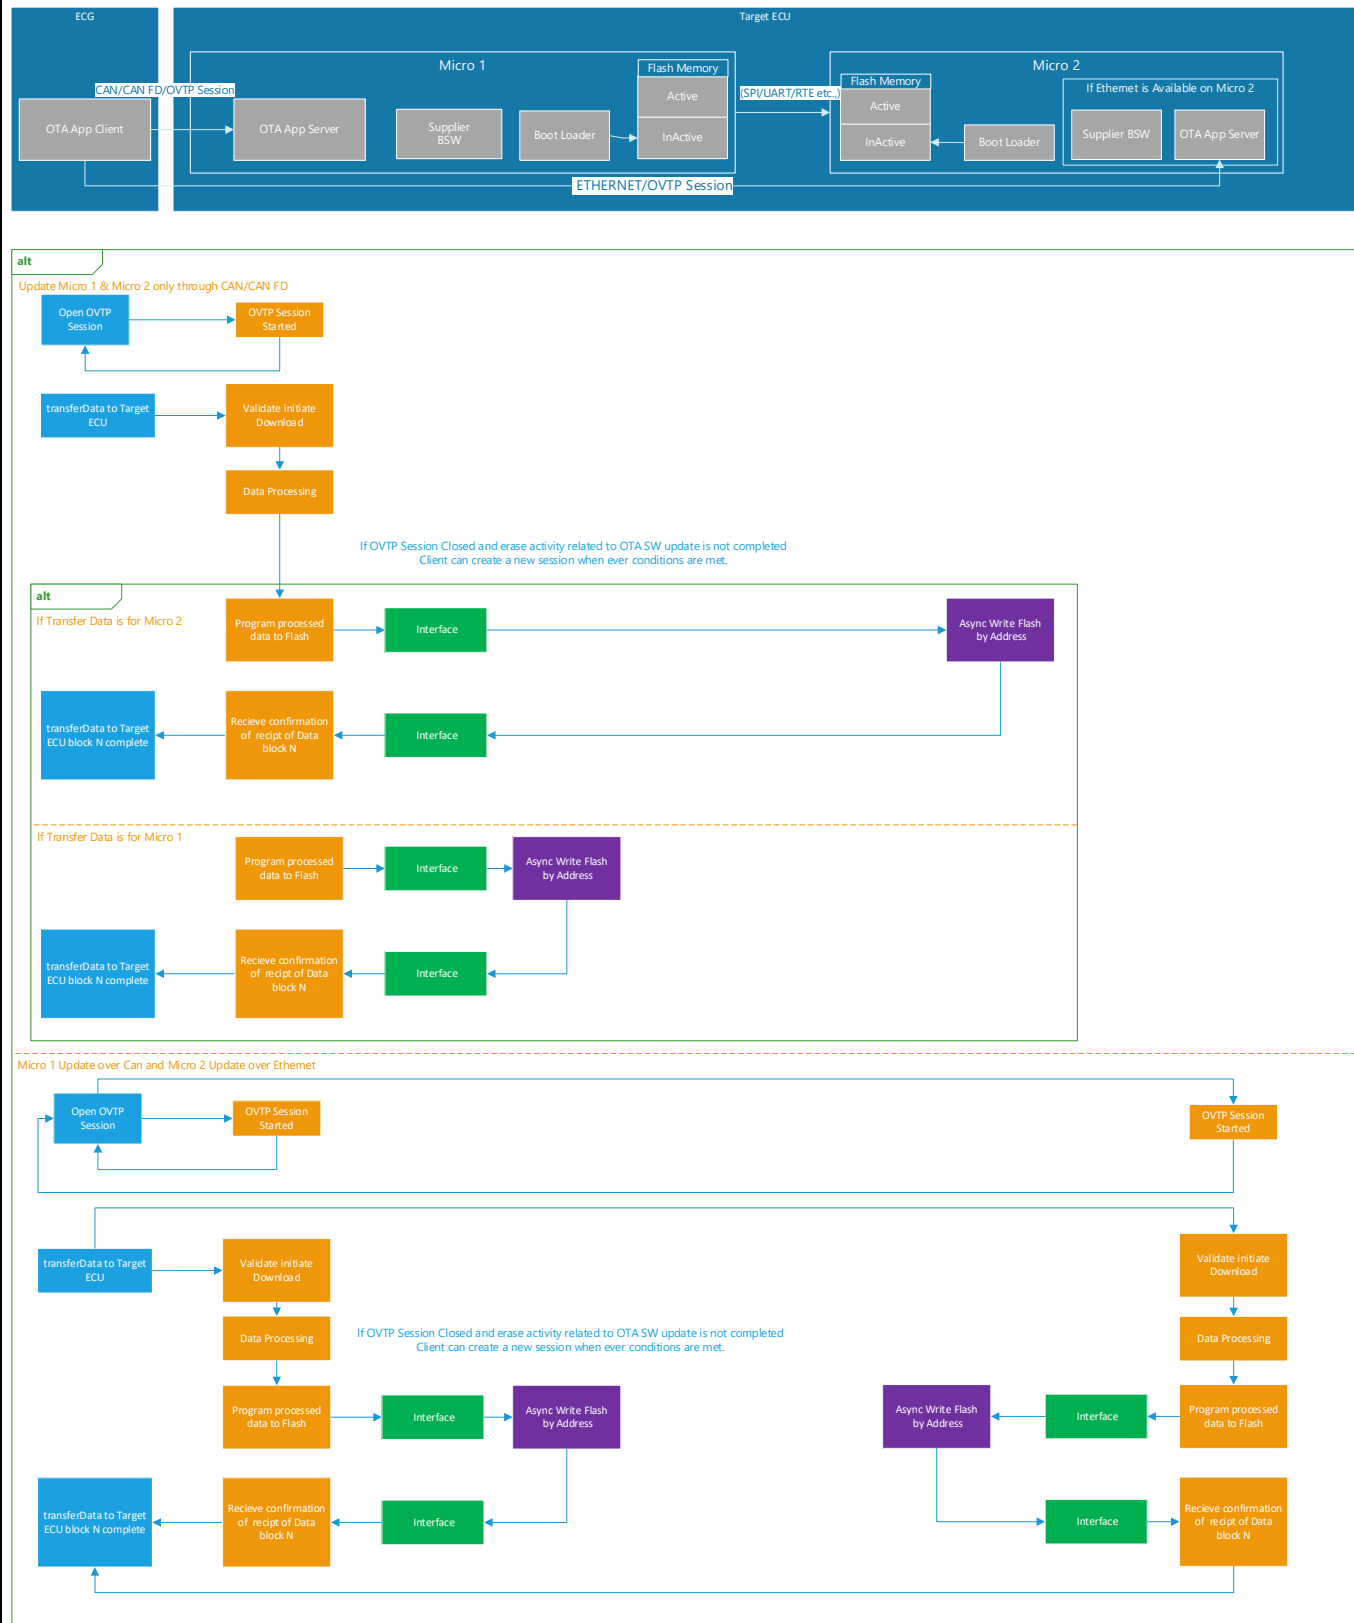 ECG
Target ECU
Micro 1
Micro 2
Flash Memory
Active
InActive
CAN/CAN FD/OVTP Session
OTA App Client
OTA App Server
Supplier
BSW
Boot Loader
(SPI/UART/RTE etc.,)
Flash Memory
Active
InActive
Boot Loader
If Ethernet is Available on Micro 2
Supplier BSW
OTA App Server
ETHERNET/OVTP Session
alt
Update Micro 1 & Micro 2 only through CAN/CAN FD
Open OVTP
Session
OVTP Session
Started
transferData to Target
ECU
Validate initiate
Download
Data Processing
If OVTP Session Closed and erase activity related to OTA SW update is not completed
Client can create a new session when ever conditions are met.
alt
If Transfer Data is for Micro 2
Program processed
data to Flash
Interface
Async Write Flash
by Address
transferData to Target
ECU block N complete
Recieve confirmation
of recipt of Data
block N
Interface
If Transfer Data is for Micro 1
Program processed
data to Flash
Interface
Async Write Flash
by Address
transferData to Target
ECU block N complete
Recieve confirmation
of recipt of Data
block N
Interface
Micro 1 Update over Can and Micro 2 Update over Ethernet
Open OVTP
Session
OVTP Session
Started
OVTP Session
Started
transferData to Target
ECU
Validate initiate
Download
Validate initiate
Download
Data Processing
If OVTP Session Closed and erase activity related to OTA SW update is not completed
Client can create a new session when ever conditions are met.
Data Processing
Program processed
data to Flash
Interface
Async Write Flash
by Address
Async Write Flash
by Address
Interface
Program processed
data to Flash
transferData to Target
ECU block N complete
Recieve confirmation
of recipt of Data
block N
Interface
Interface
Recieve confirmation
of recipt of Data
block N